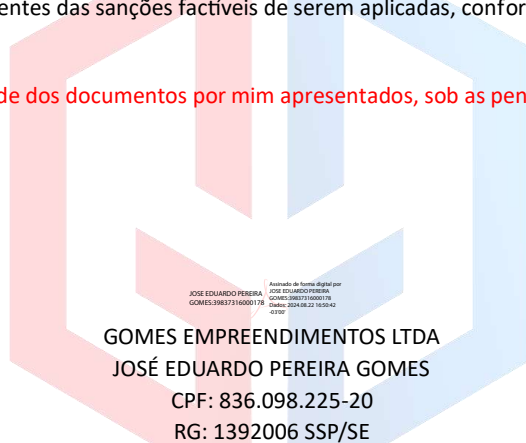 entes das sanções factíveis de serem aplicadas, confor
de dos documentos por mim apresentados, sob as pen
JOSE EDUARDO PEREIRA
GOMES:39837316000178
Assinado de forma digital por
JOSE EDUARDO PEREIRA
GOMES:39837316000178
Dados: 2024.08.22 16:50:42
-03'00'
GOMES EMPREENDIMENTOS LTDA
JOSÉ EDUARDO PEREIRA GOMES
CPF: 836.098.225-20
RG: 1392006 SSP/SE